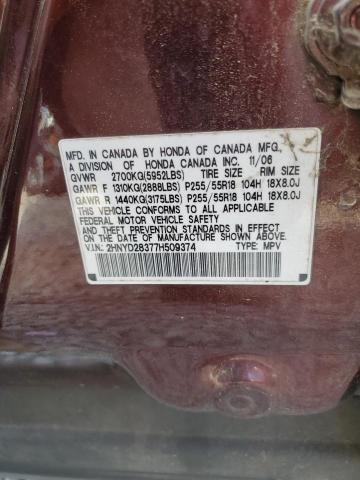 MFD. IN CANADA BY HONDA OF CANADA MFG.,
A DIVISION OF HONDA CANADA INC. 11/06
GVWR 2700KG(5952LBS) TIRE SIZE RIM SIZE
GAWR F 1310KG(2888LBS) P255/55R18 104H 18X8.0J
GAWR R 1440KG(3175LBS) P255/55R18 104H 18X8.0J
THIS VEHICLE CONFORMS TO ALL APPLICABLE
FEDERAL MOTOR VEHICLE SAFETY
AND THEFT PREVENTION STANDARDS IN EFFECT
ON THE DATE OF MANUFACTURE SHOWN ABOVE.
V.I.N: 2HNYD28377H509374 TYPE: MPV